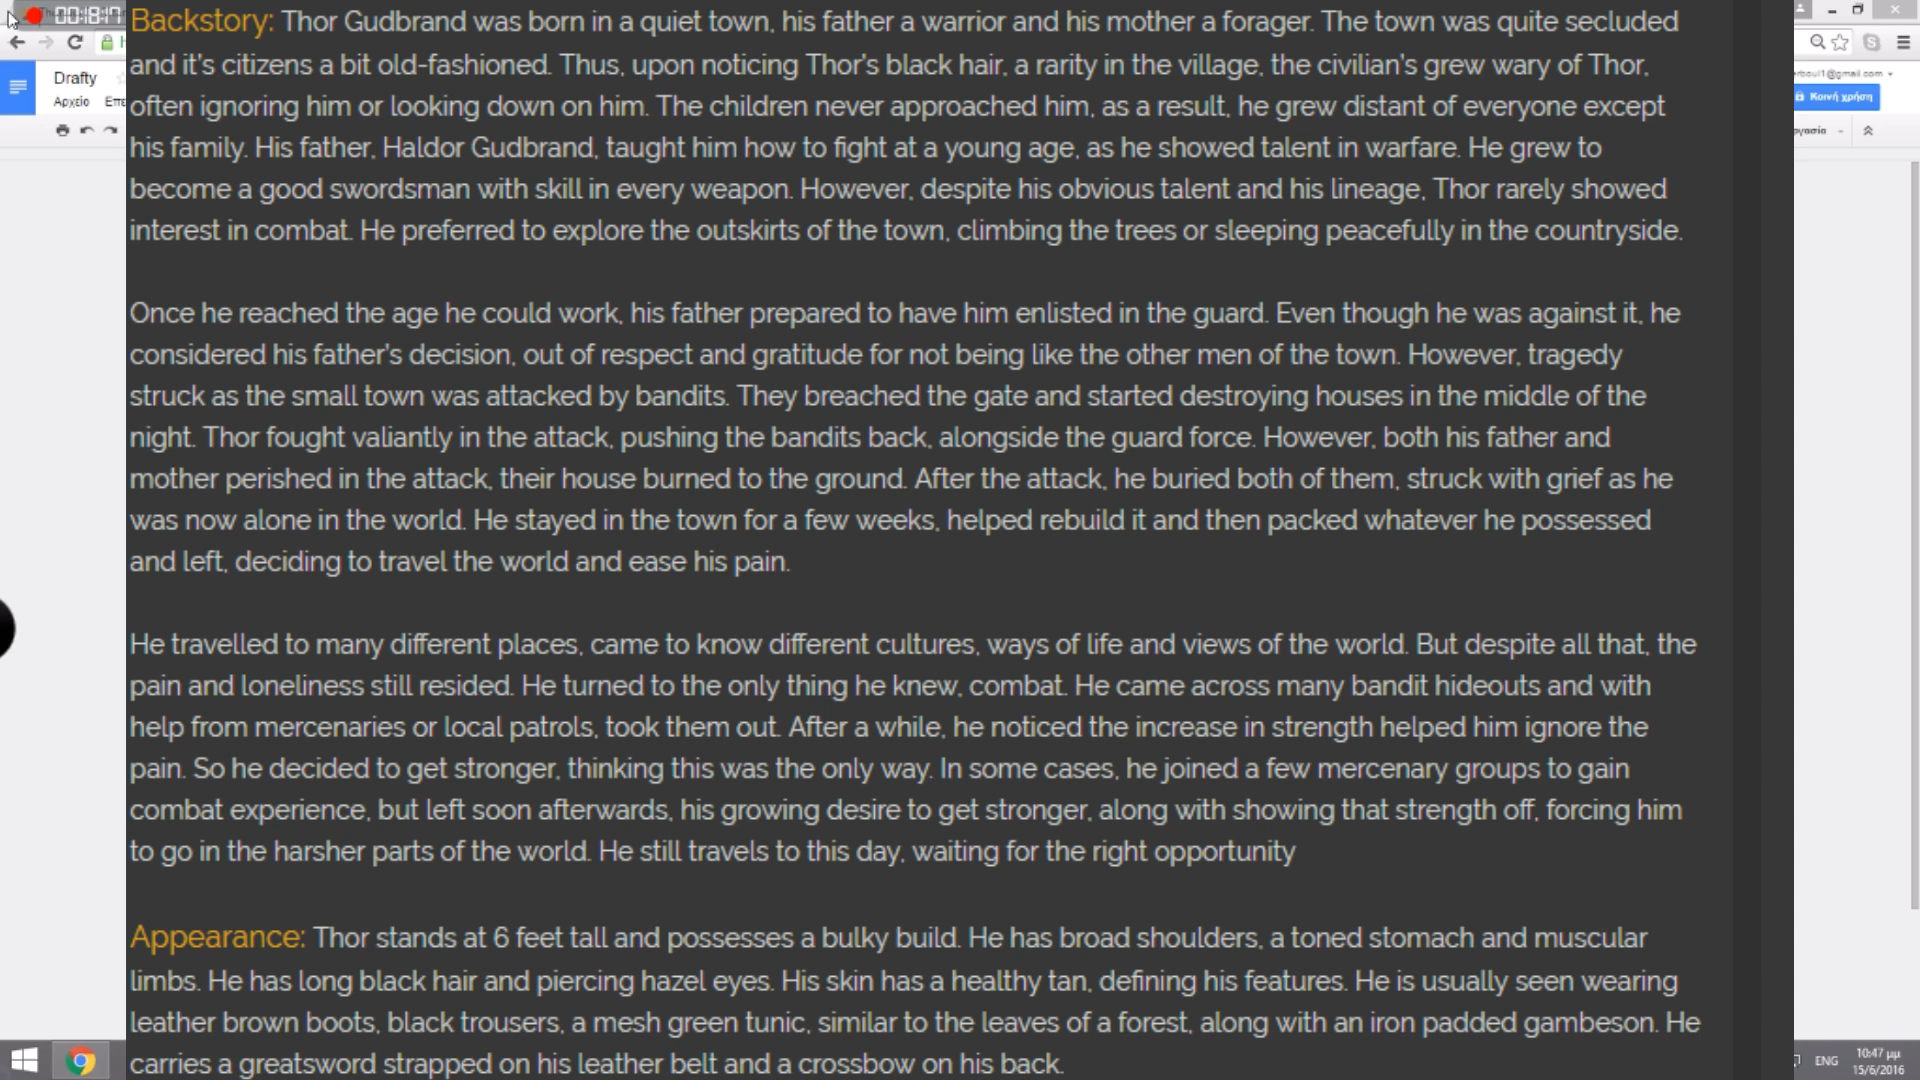 00:18:17
Backstory: Thor Gudbrand was born in a quiet town, his father a warrior and his mother a forager. The town was quite secluded
and it's citizens a bit old-fashioned. Thus, upon noticing Thor's black hair, a rarity in the village, the civilian's grew wary of Thor,
often ignoring him or looking down on him. The children never approached him, as a result, he grew distant of everyone except
his family. His father, Haldor Gudbrand, taught him how to fight at a young age, as he showed talent in warfare. He grew to
become a good swordsman with skill in every weapon. However, despite his obvious talent and his lineage, Thor rarely showed
interest in combat. He preferred to explore the outskirts of the town, climbing the trees or sleeping peacefully in the countryside.
Once he reached the age he could work, his father prepared to have him enlisted in the guard. Even though he was against it, he
considered his father's decision, out of respect and gratitude for not being like the other men of the town. However, tragedy
struck as the small town was attacked by bandits. They breached the gate and started destroying houses in the middle of the
night. Thor fought valiantly in the attack, pushing the bandits back, alongside the guard force. However, both his father and
mother perished in the attack, their house burned to the ground. After the attack, he buried both of them, struck with grief as he
was now alone in the world. He stayed in the town for a few weeks, helped rebuild it and then packed whatever he possessed
and left, deciding to travel the world and ease his pain.
He travelled to many different places, came to know different cultures, ways of life and views of the world. But despite all that, the
pain and loneliness still resided. He turned to the only thing he knew, combat. He came across many bandit hideouts and with
help from mercenaries or local patrols, took them out. After a while, he noticed the increase in strength helped him ignore the
pain. So he decided to get stronger, thinking this was the only way. In some cases, he joined a few mercenary groups to gain
combat experience, but left soon afterwards, his growing desire to get stronger, along with showing that strength off, forcing him
to go in the harsher parts of the world. He still travels to this day, waiting for the right opportunity
Appearance: Thor stands at 6 feet tall and possesses a bulky build. He has broad shoulders, a toned stomach and muscular
limbs. He has long black hair and piercing hazel eyes. His skin has a healthy tan, defining his features. He is usually seen wearing
leather brown boots, black trousers, a mesh green tunic, similar to the leaves of a forest, along with an iron padded gambeson. He
carries a greatsword strapped on his leather belt and a crossbow on his back.
Drafty
Αρχείο Επε
erboul1@gmail.com
Κοινή χρήση
ργασία
ENG
10:47 μμ
15/6/2016